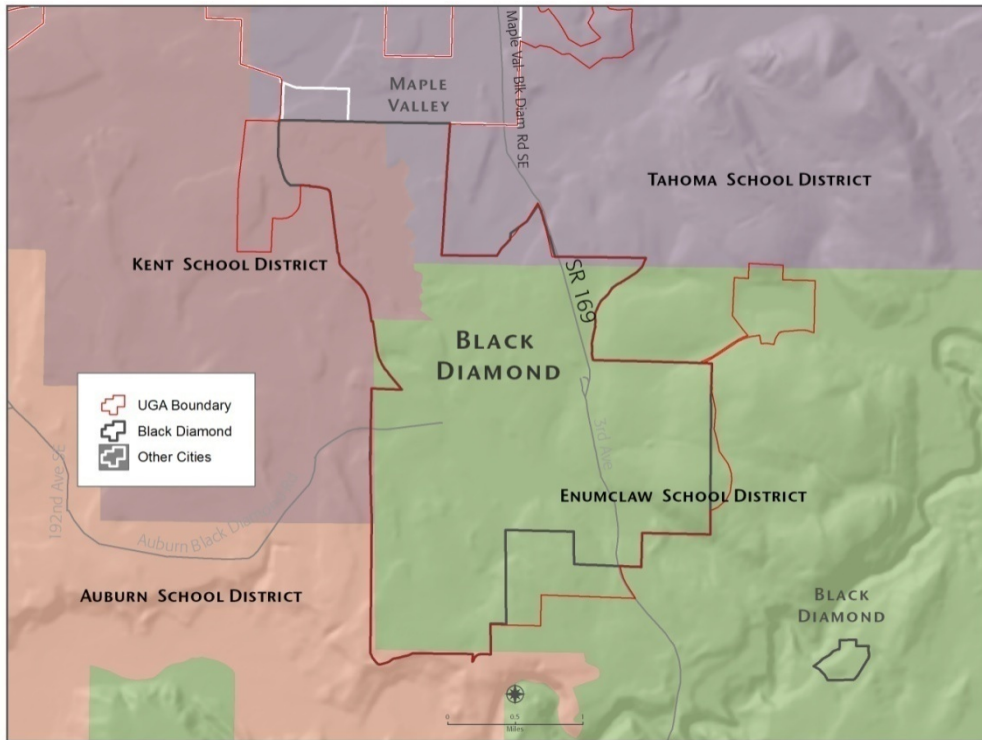 MAPLE
VALLEY
Maple Val- Blk Diam Rd SE
TAHOMA SCHOOL DISTRICT
KENT SCHOOL DISTRICT
SR 169
BLACK
DIAMOND
UGA Boundary
Black Diamond
Other Cities
3rd Ave
192nd Ave SE
ENUMCLAW SCHOOL DISTRICT
Auburn Black Diamond
AUBURN SCHOOL DISTRICT
BLACK
DIAMOND
0 0.5 1
Miles